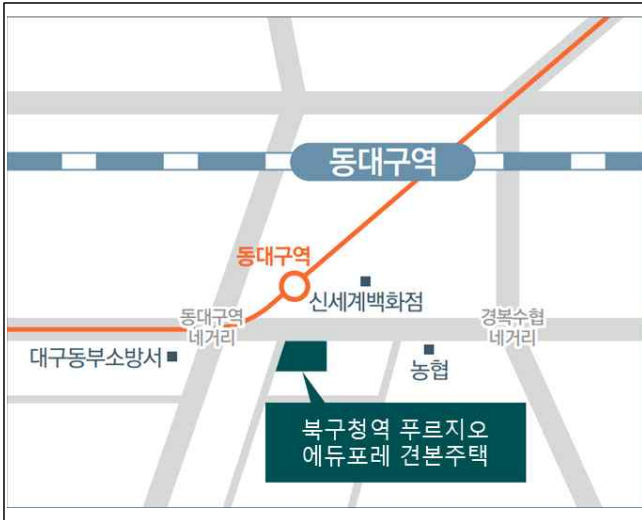 동대구역
동대구역
신세계백화점
동대구역
네거리
경북수협
네거리
대구동부소방서
농협
북구청역 푸르지오
에듀포레 견본주택